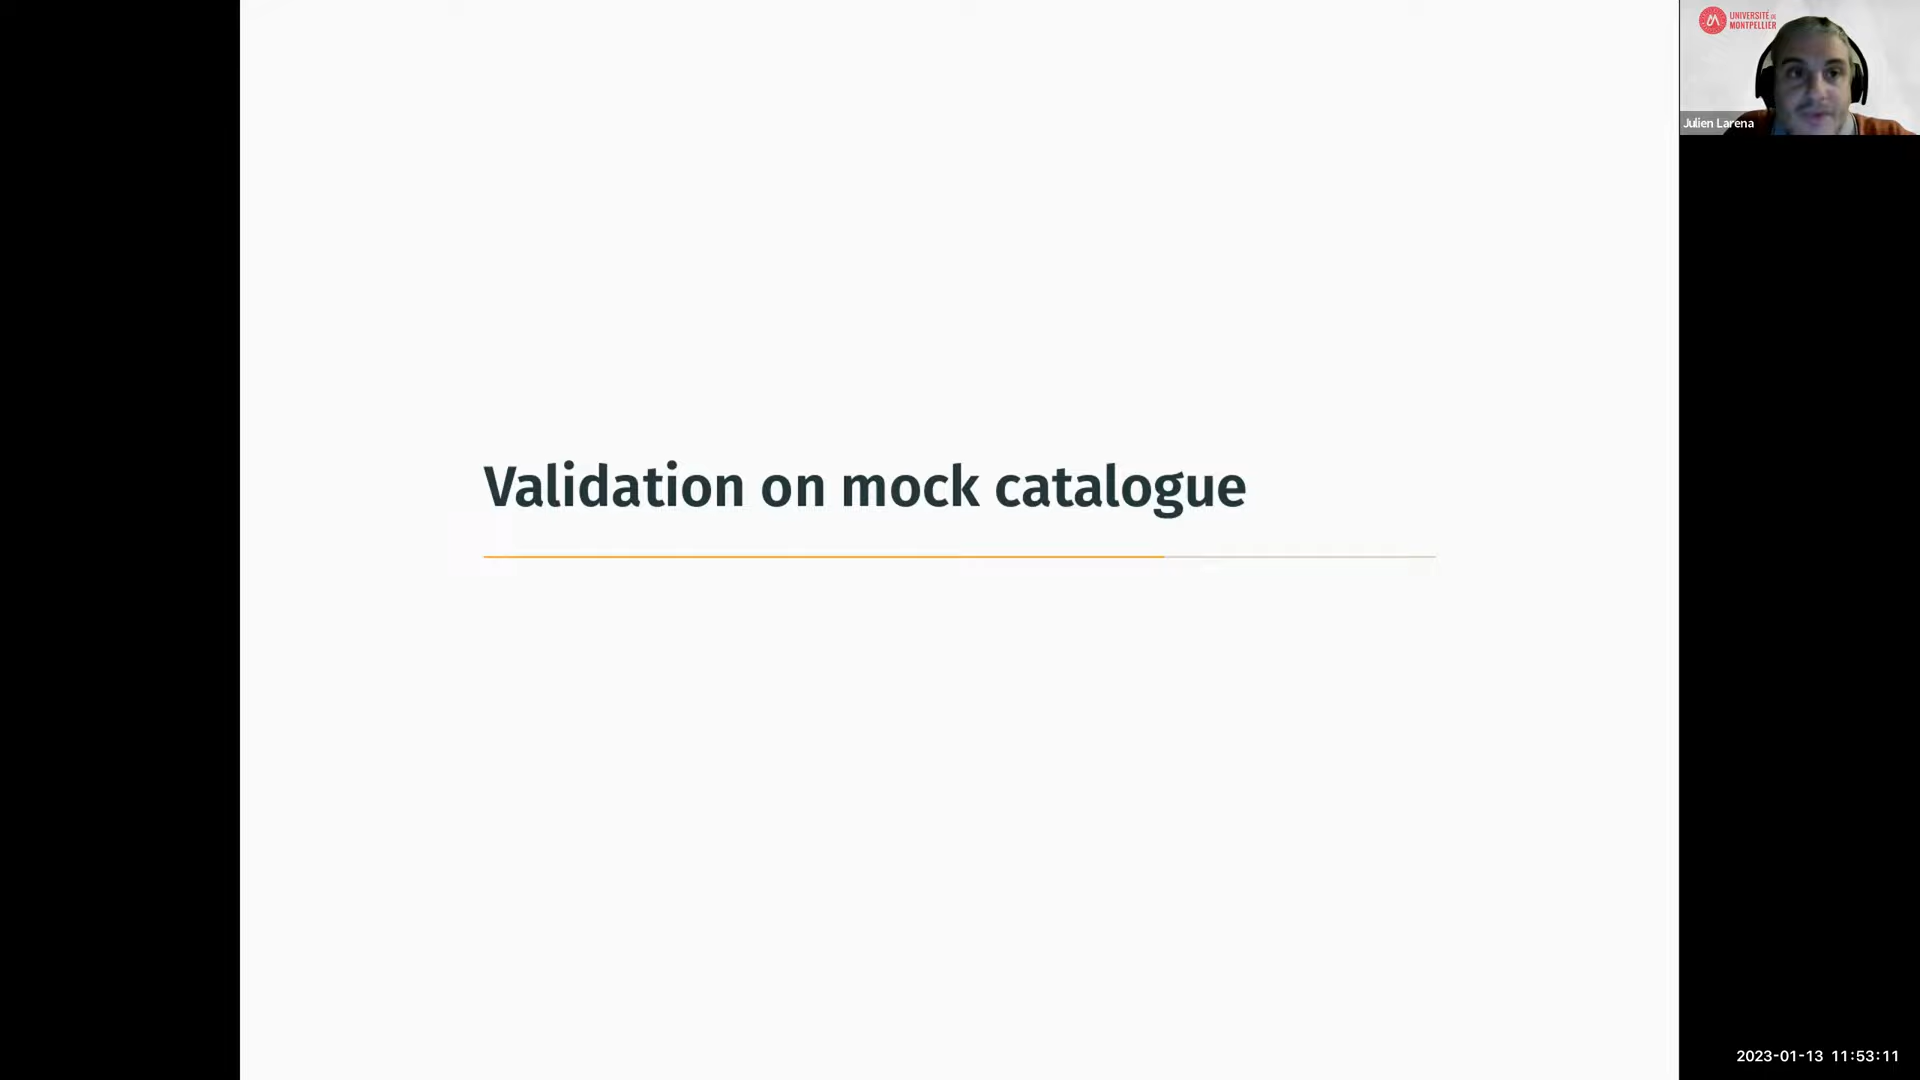 UNIVERSITÉ DE
MONTPELLIER
Julien Larena
Validation on mock catalogue
2023-01-13 11:53:11